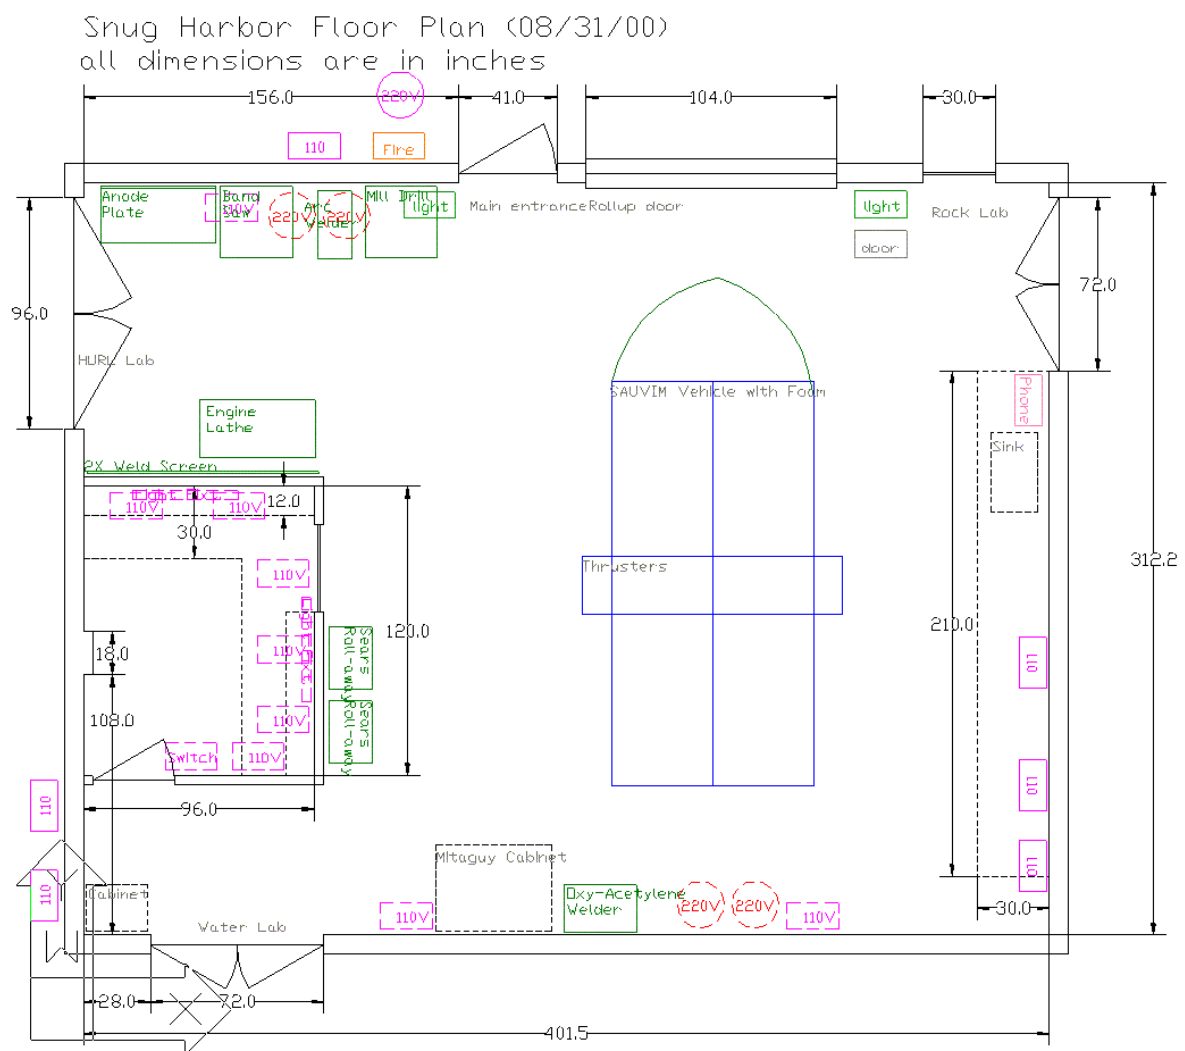 Snug Harbor Floor Plan (08/31/00)
all dimensions are in inches
156.0
220V
41.0
104.0
30.0
110
Fire
Anode
Plate
Band
Saw
110V
220V
Arc
Welder
220V
Mill Drill
light
Main entrance
Rollup door
light
door
Rock Lab
96.0
72.0
HURL Lab
SAUVIM Vehicle with Foam
Phone
Engine
Lathe
Sink
2X Weld Screen
110V
110V
12.0
30.0
110V
Thrusters
312.2
110V
120.0
210.0
18.0
Sears
Roll-away
110
108.0
110V
Sears
Roll-away
Switch
110V
96.0
110
110
110
110
Cabinet
Mitaguy Cabinet
Oxy-Acetylene
Welder
110V
220V
220V
110V
30.0
Water Lab
Y
28.0
X
72.0
401.5